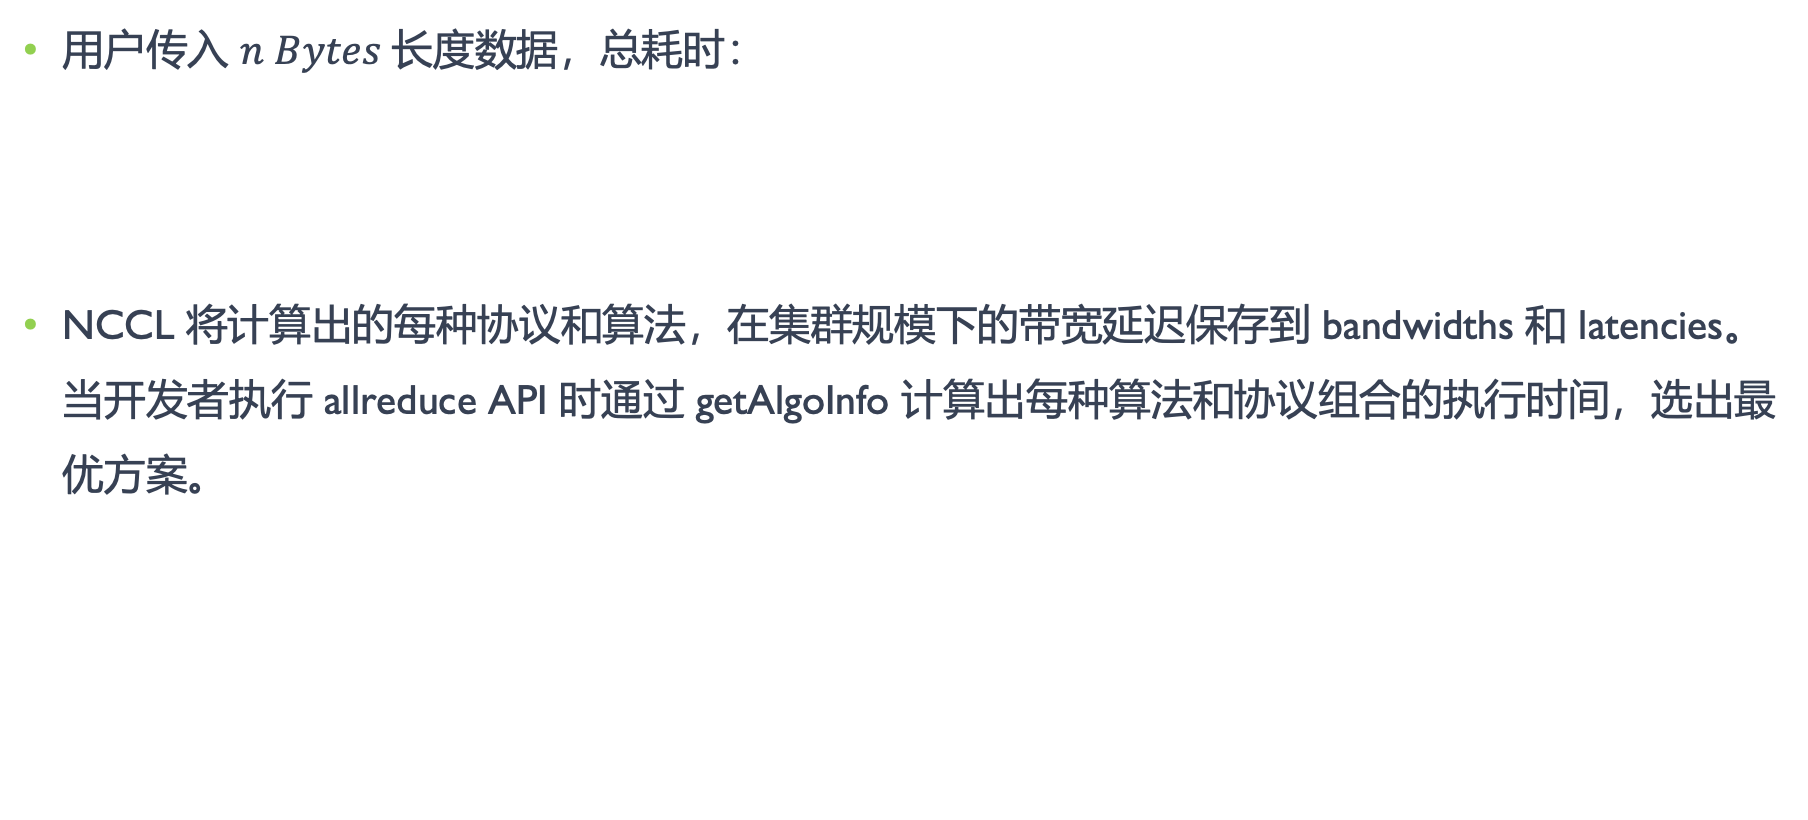 • 用户传入 n Bytes 长度数据，总耗时：
• NCCL 将计算出的每种协议和算法，在集群规模下的带宽延迟保存到 bandwidths 和 latencies。
当开发者执行 allreduce API 时通过 getAlgoInfo 计算出每种算法和协议组合的执行时间，选出最
优方案。